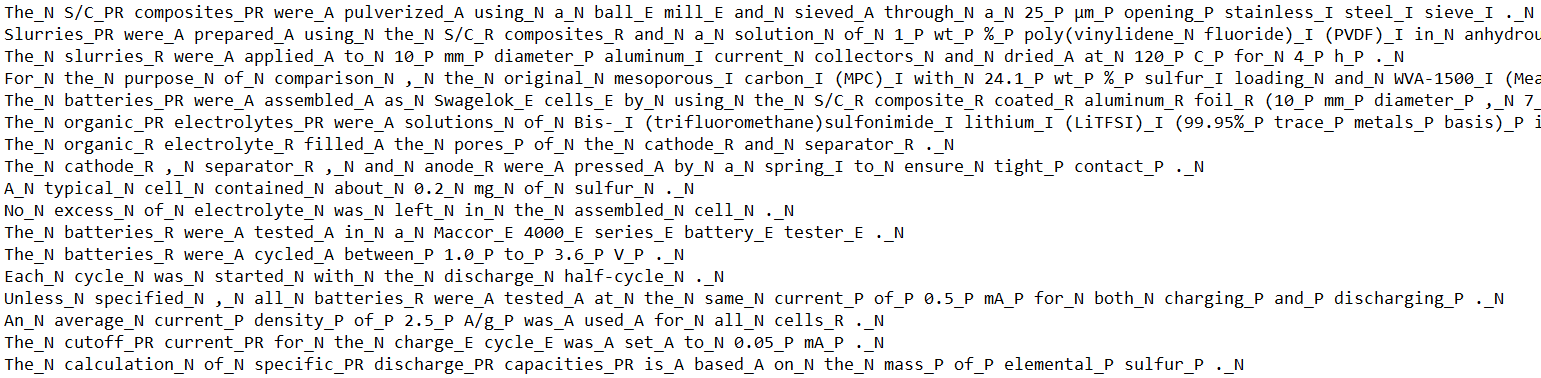 The_N S/C_PR composites_PR were_A pulverized_A using_N a_N ball_E mill_E and_N sieved_A through_N a_N 25_P μm_P opening_P stainless_I steel_I sieve_I ._N
Slurries_PR were_A prepared_A using_N the_N S/C_R composites_R and_N a_N solution_N of_N 1_P wt_P %_P poly(vinylidene_N fluoride)_I (PVDF)_I in_N anhydrou
The_N slurries_R were_A applied_A to_N 10_P mm_P diameter_P aluminum_I current_N collectors_N and_N dried_A at_N 120_P C_P for_N 4_P h_P ._N
For_N the_N purpose_N of_N comparison_N ,_N the_N original_N mesoporous_I carbon_I (MPC)_I with_N 24.1_P wt_P %_P sulfur_I loading_N and_N WVA-1500_I (Mea
The_N batteries_PR were_A assembled_A as_N Swagelok_E cells_E by_N using_N the_N S/C_R composite_R coated_R aluminum_R foil_R (10_P mm_P diameter_P ,_N 7_
The_N organic_PR electrolytes_PR were_A solutions_N of_N Bis-_I (trifluoromethane)sulfonimide_I lithium_I (LiTFSI)_I (99.95%_P trace_P metals_P basis)_P i
The_N organic_R electrolyte_R filled_A the_N pores_P of_N the_N cathode_R and_N separator_R ._N
The_N cathode_R ,_N separator_R ,_N and_N anode_R were_A pressed_A by_N a_N spring_I to_N ensure_N tight_P contact_P ._N
A_N typical_N cell_N contained_N about_N 0.2_N mg_N of_N sulfur_N ._N
No_N excess_N of_N electrolyte_N was_N left_N in_N the_N assembled_N cell_N ._N
The_N batteries_R were_A tested_A in_N a_N Maccor_E 4000_E series_E battery_E tester_E ._N
The_N batteries_R were_A cycled_A between_P 1.0_P to_P 3.6_P V_P ._N
Each_N cycle_N was_N started_N with_N the_N discharge_N half-cycle_N ._N
Unless_N specified_N ,_N all_N batteries_R were_A tested_A at_N the_N same_N current_P of_P 0.5_P mA_P for_N both_N charging_P and_P discharging_P ._N
An_N average_N current_P density_P of_P 2.5_P A/g_P was_A used_A for_N all_N cells_R ._N
The_N cutoff_PR current_PR for_N the_N charge_E cycle_E was_A set_A to_N 0.05_P mA_P ._N
The_N calculation_N of_N specific_PR discharge_PR capacities_PR is_A based_A on_N the_N mass_P of_P elemental_P sulfur_P ._N